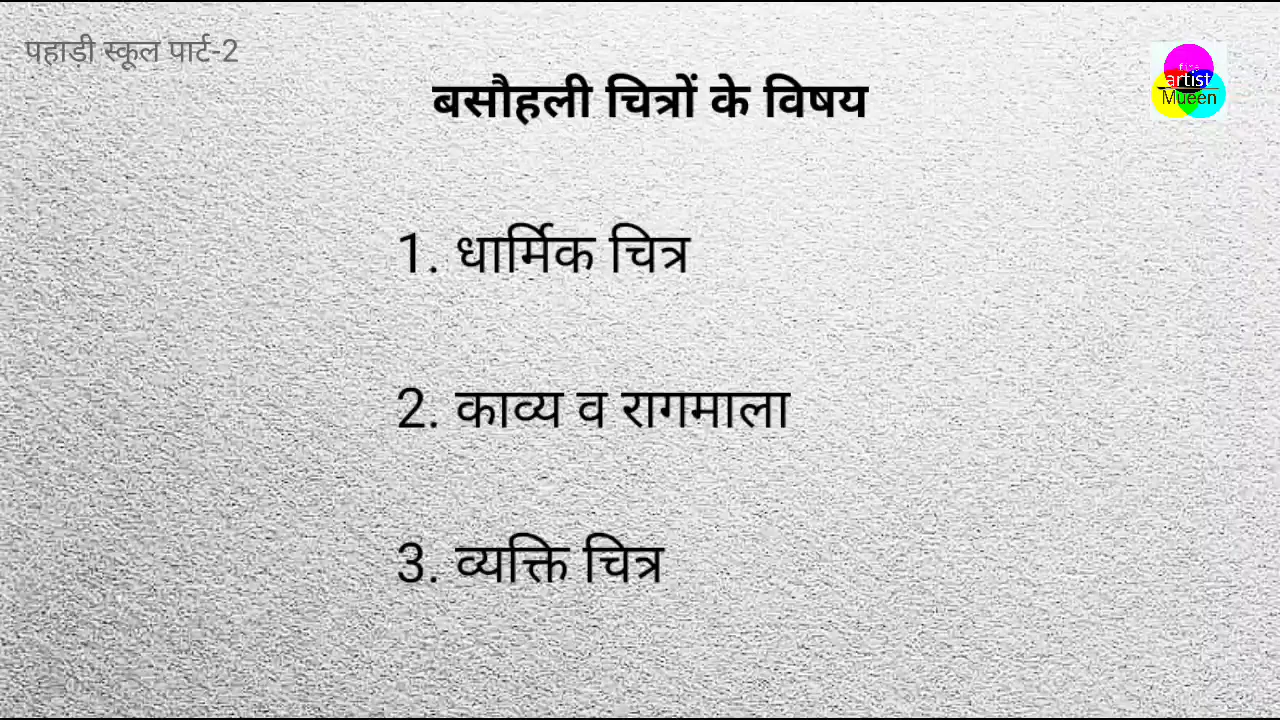 पहाड़ी स्कूल पार्ट-2
बसौहली चित्रों के विषय
artist
Mueen
1. धार्मिक चित्र
2. काव्य व रागमाला
3. व्यक्ति चित्र